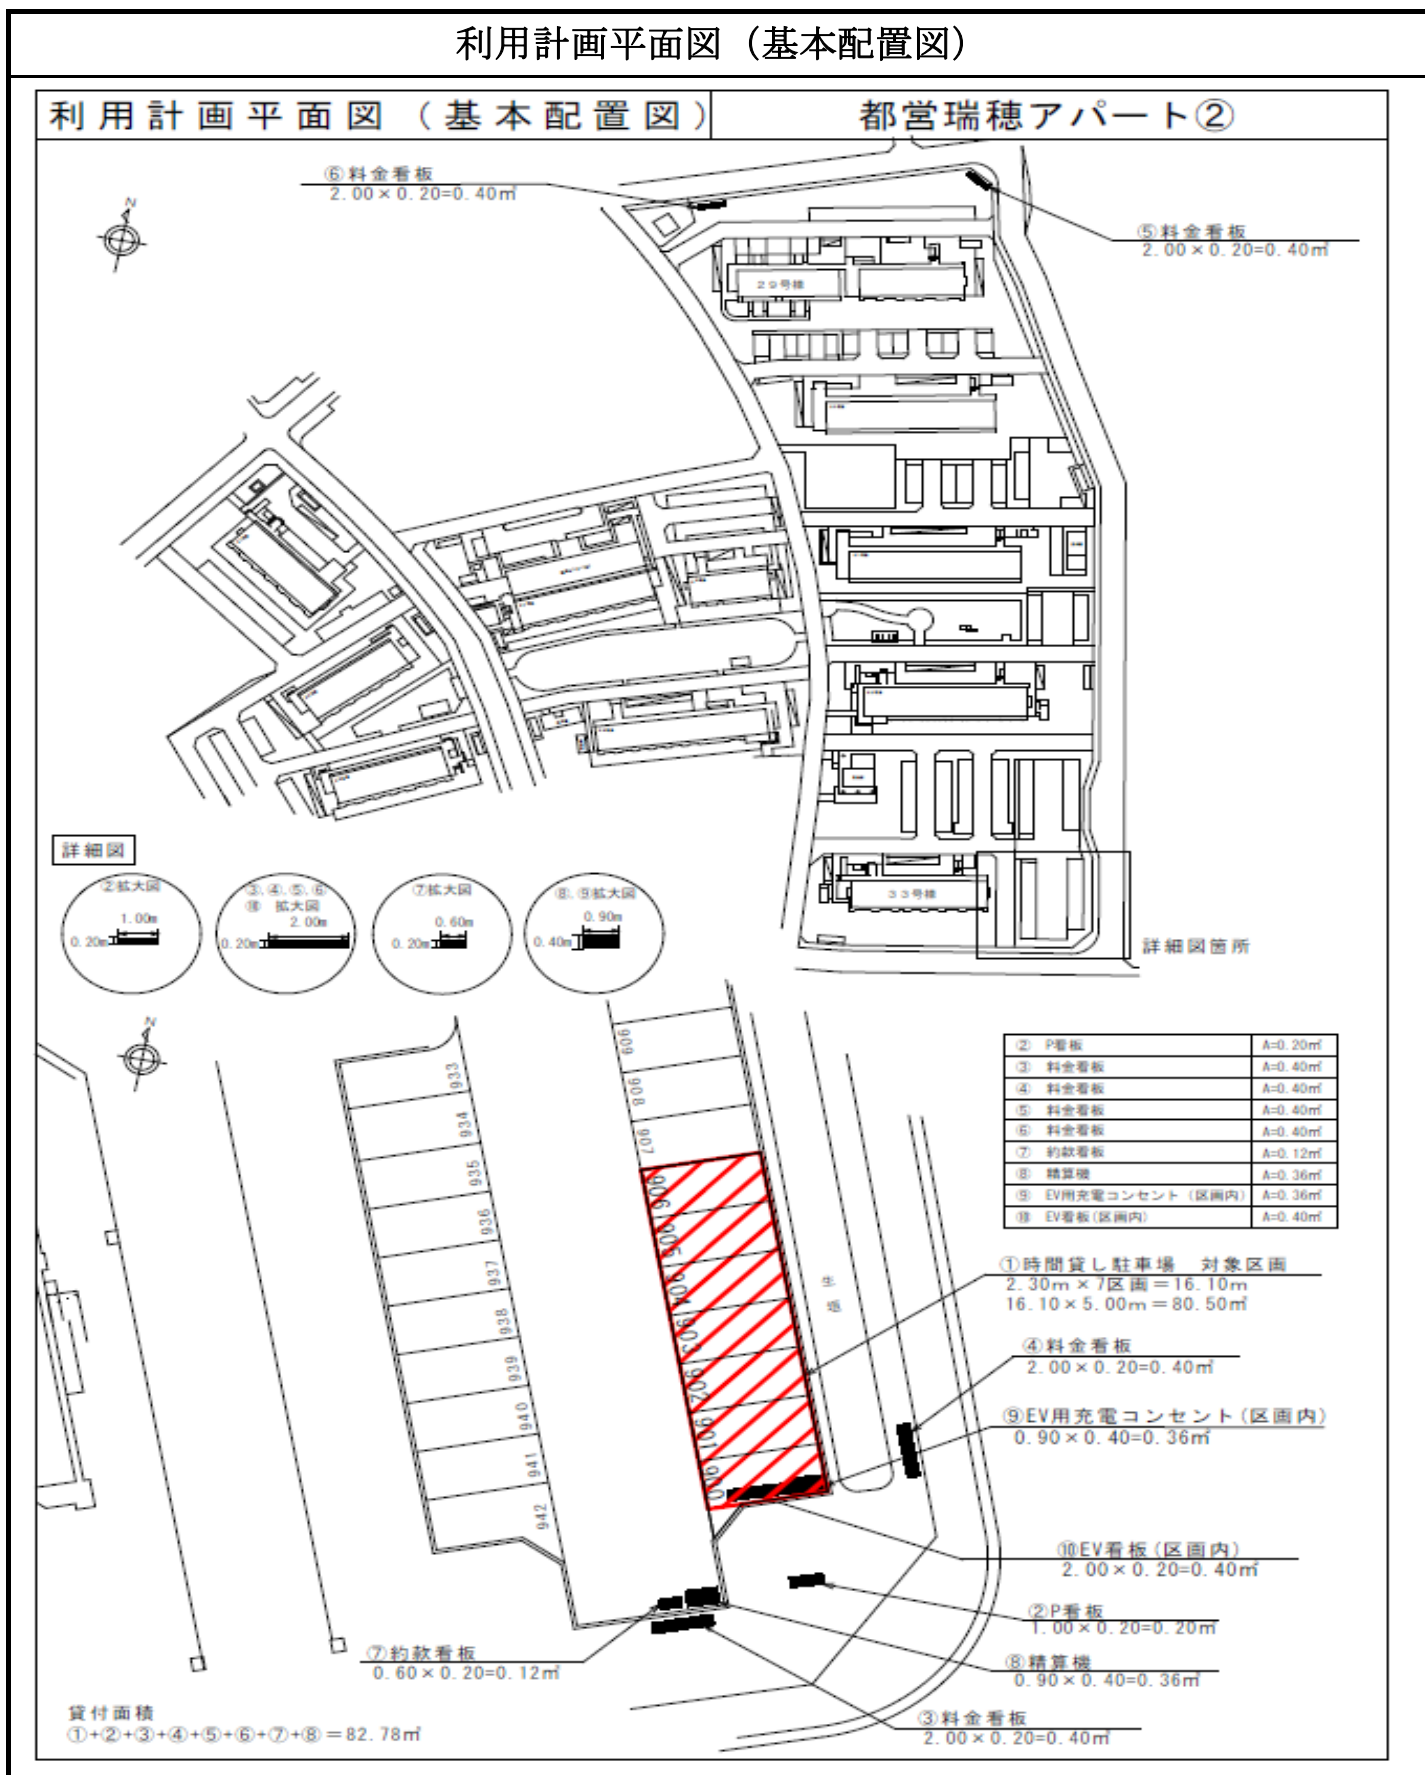 利用計画平面図（基本配置図）
利用計画平面図（基本配置図）
都営瑞穂アパート②
⑥料金看板
2.00×0.20=0.40㎡
N
⑤料金看板
2.00×0.20=0.40㎡
29号棟
33号棟
詳細図箇所
詳細図
②拡大図
1.00m
0.20m
③,④,⑤,⑥
⑩ 拡大図
2.00m
0.20m
⑦拡大図
0.60m
0.20m
⑧,⑨拡大図
0.90m
0.40m
N
933
934
935
936
937
938
939
940
941
942
909
908
907
906
905
904
903
902
901
900
生垣
② P看板 A=0.20㎡
③ 料金看板 A=0.40㎡
④ 料金看板 A=0.40㎡
⑤ 料金看板 A=0.40㎡
⑥ 料金看板 A=0.40㎡
⑦ 約款看板 A=0.12㎡
⑧ 精算機 A=0.36㎡
⑨ EV用充電コンセント（区画内） A=0.36㎡
⑩ EV看板(区画内) A=0.40㎡
①時間貸し駐車場 対象区画
2.30m×7区画＝16.10m
16.10×5.00m＝80.50㎡
④料金看板
2.00×0.20=0.40㎡
⑨EV用充電コンセント(区画内)
0.90×0.40=0.36㎡
⑩EV看板(区画内)
2.00×0.20=0.40㎡
②P看板
1.00×0.20=0.20㎡
⑧精算機
0.90×0.40=0.36㎡
③料金看板
2.00×0.20=0.40㎡
⑦約款看板
0.60×0.20=0.12㎡
貸付面積
①+②+③+④+⑤+⑥+⑦+⑧＝82.78㎡